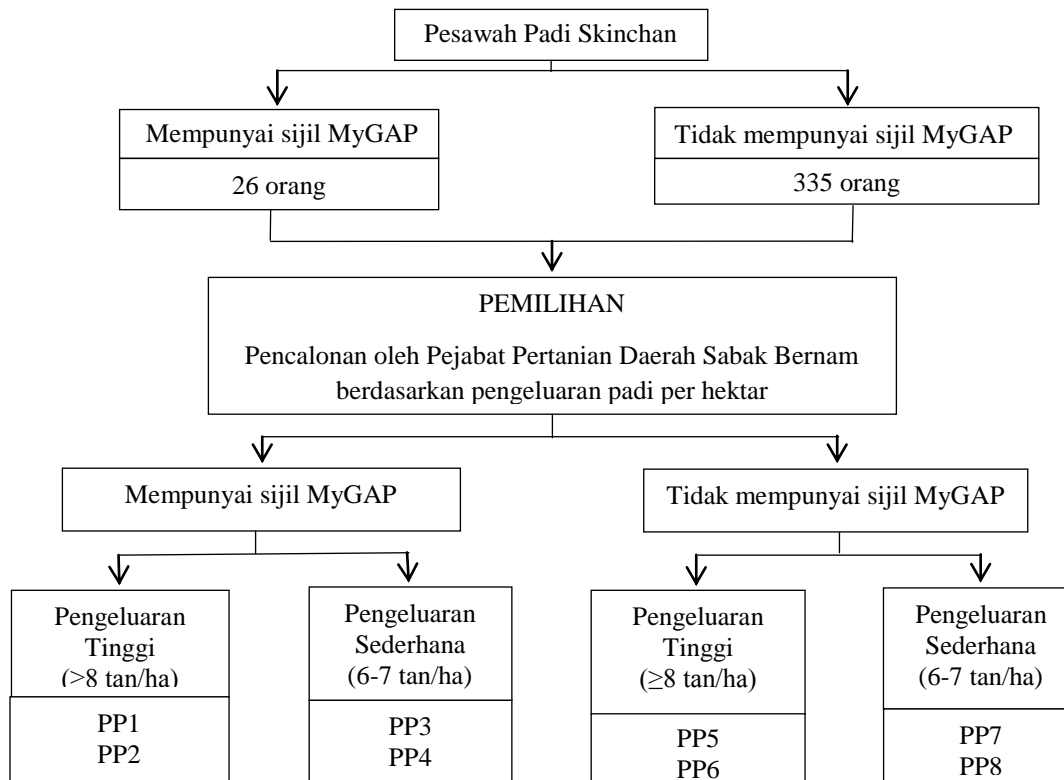 Pesawah Padi Skinchan
Mempunyai sijil MyGAP
Tidak mempunyai sijil MyGAP
26 orang
335 orang
PEMILIHAN
Pencalonan oleh Pejabat Pertanian Daerah Sabak Bernam
berdasarkan pengeluaran padi per hektar
Mempunyai sijil MyGAP
Tidak mempunyai sijil MyGAP
Pengeluaran
Tinggi
(>8 tan/ha)
PP1
PP2
Pengeluaran
Sederhana
(6-7 tan/ha)
PP3
PP4
Pengeluaran
Tinggi
(≥8 tan/ha)
PP5
PP6
Pengeluaran
Sederhana
(6-7 tan/ha)
PP7
PP8